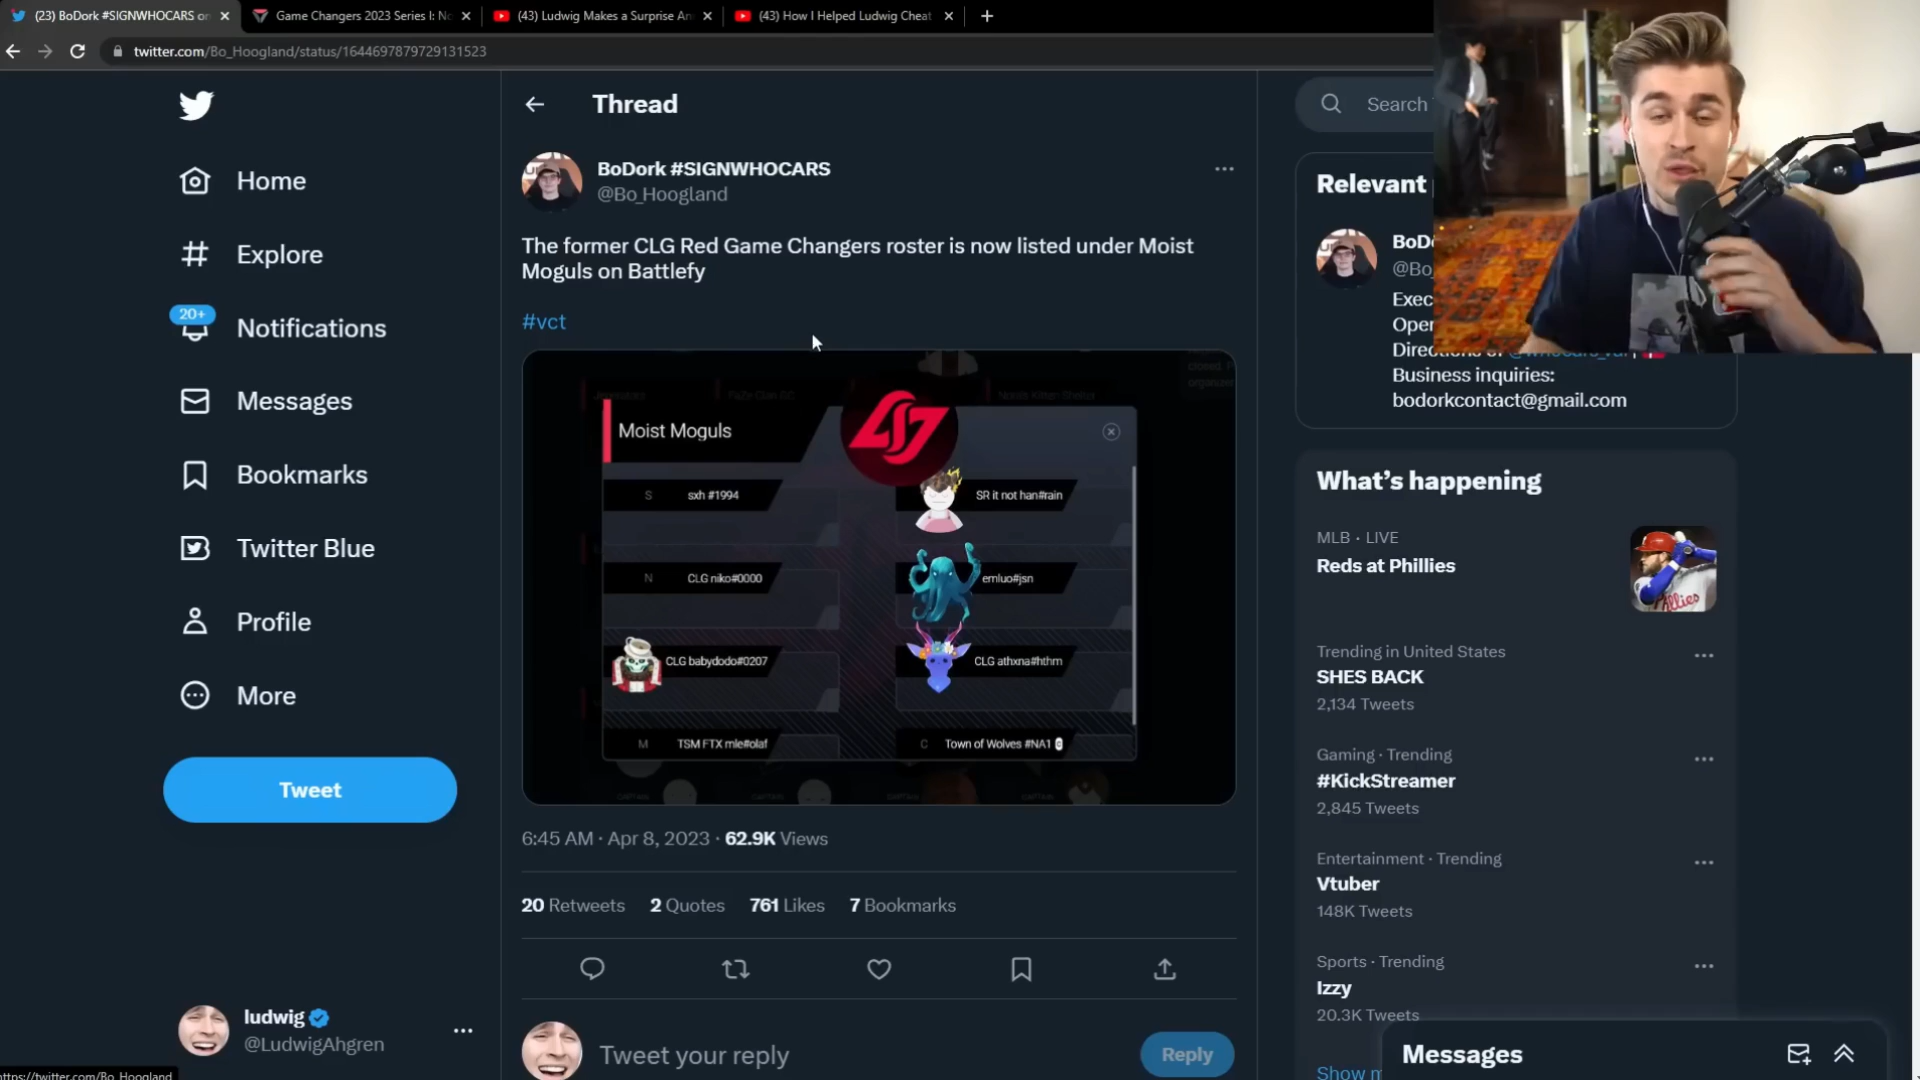 (23) BoDork #SIGNWHOCARS on
Game Changers 2023 Series I: No
(43) Ludwig Makes a Surprise An
(43) How I Helped Ludwig Cheat
twitter.com/Bo_Hoogland/status/1644697879729131523
Home
Explore
20+
Notifications
Messages
Bookmarks
Twitter Blue
Profile
More
Tweet
ludwig
@LudwigAhgren
https://twitter.com/Bo_Hoogland
Thread
BoDork #SIGNWHOCARS
@Bo_Hoogland
The former CLG Red Game Changers roster is now listed under Moist
Moguls on Battlefy
#vct
Moist Moguls
S sxh #1994
SR it not han#rain
N CLG niko#0000
emluo#jsn
CLG babydodo#0207
CLG athxna#hthm
M TSM FTX mle#olaf
C Town of Wolves #NA1
6:45 AM · Apr 8, 2023 · 62.9K Views
20 Retweets 2 Quotes 761 Likes 7 Bookmarks
Tweet your reply
Reply
Search
Relevant
BoD
@Bo_
Exec
Oper
Business inquiries:
bodorkcontact@gmail.com
What's happening
MLB · LIVE
Reds at Phillies
Trending in United States
SHES BACK
2,134 Tweets
Gaming · Trending
#KickStreamer
2,845 Tweets
Entertainment · Trending
Vtuber
148K Tweets
Sports · Trending
Izzy
20.3K Tweets
Show m
Messages